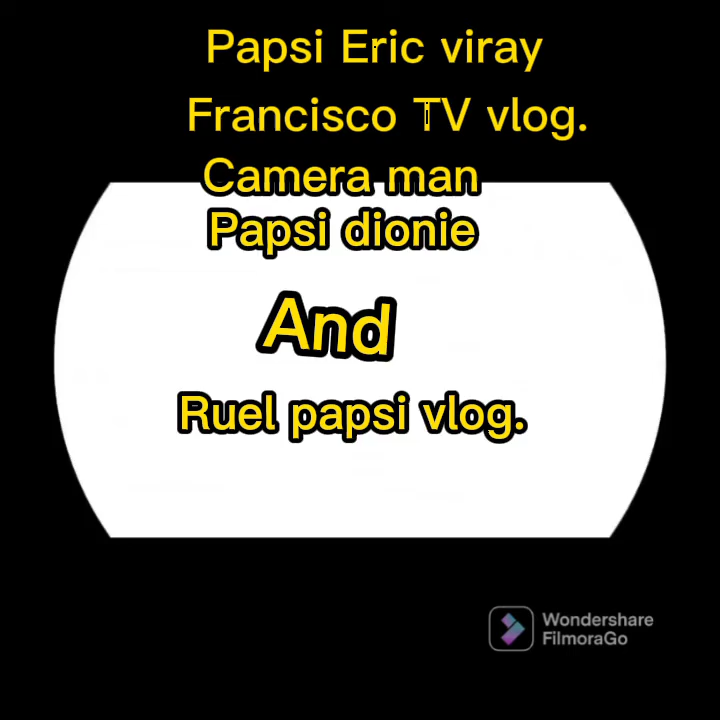 Papsi Eric viray
Francisco TV vlog.
Camera man
Papsi dionie
And
Ruel papsi vlog.
Wondershare
FilmoraGo